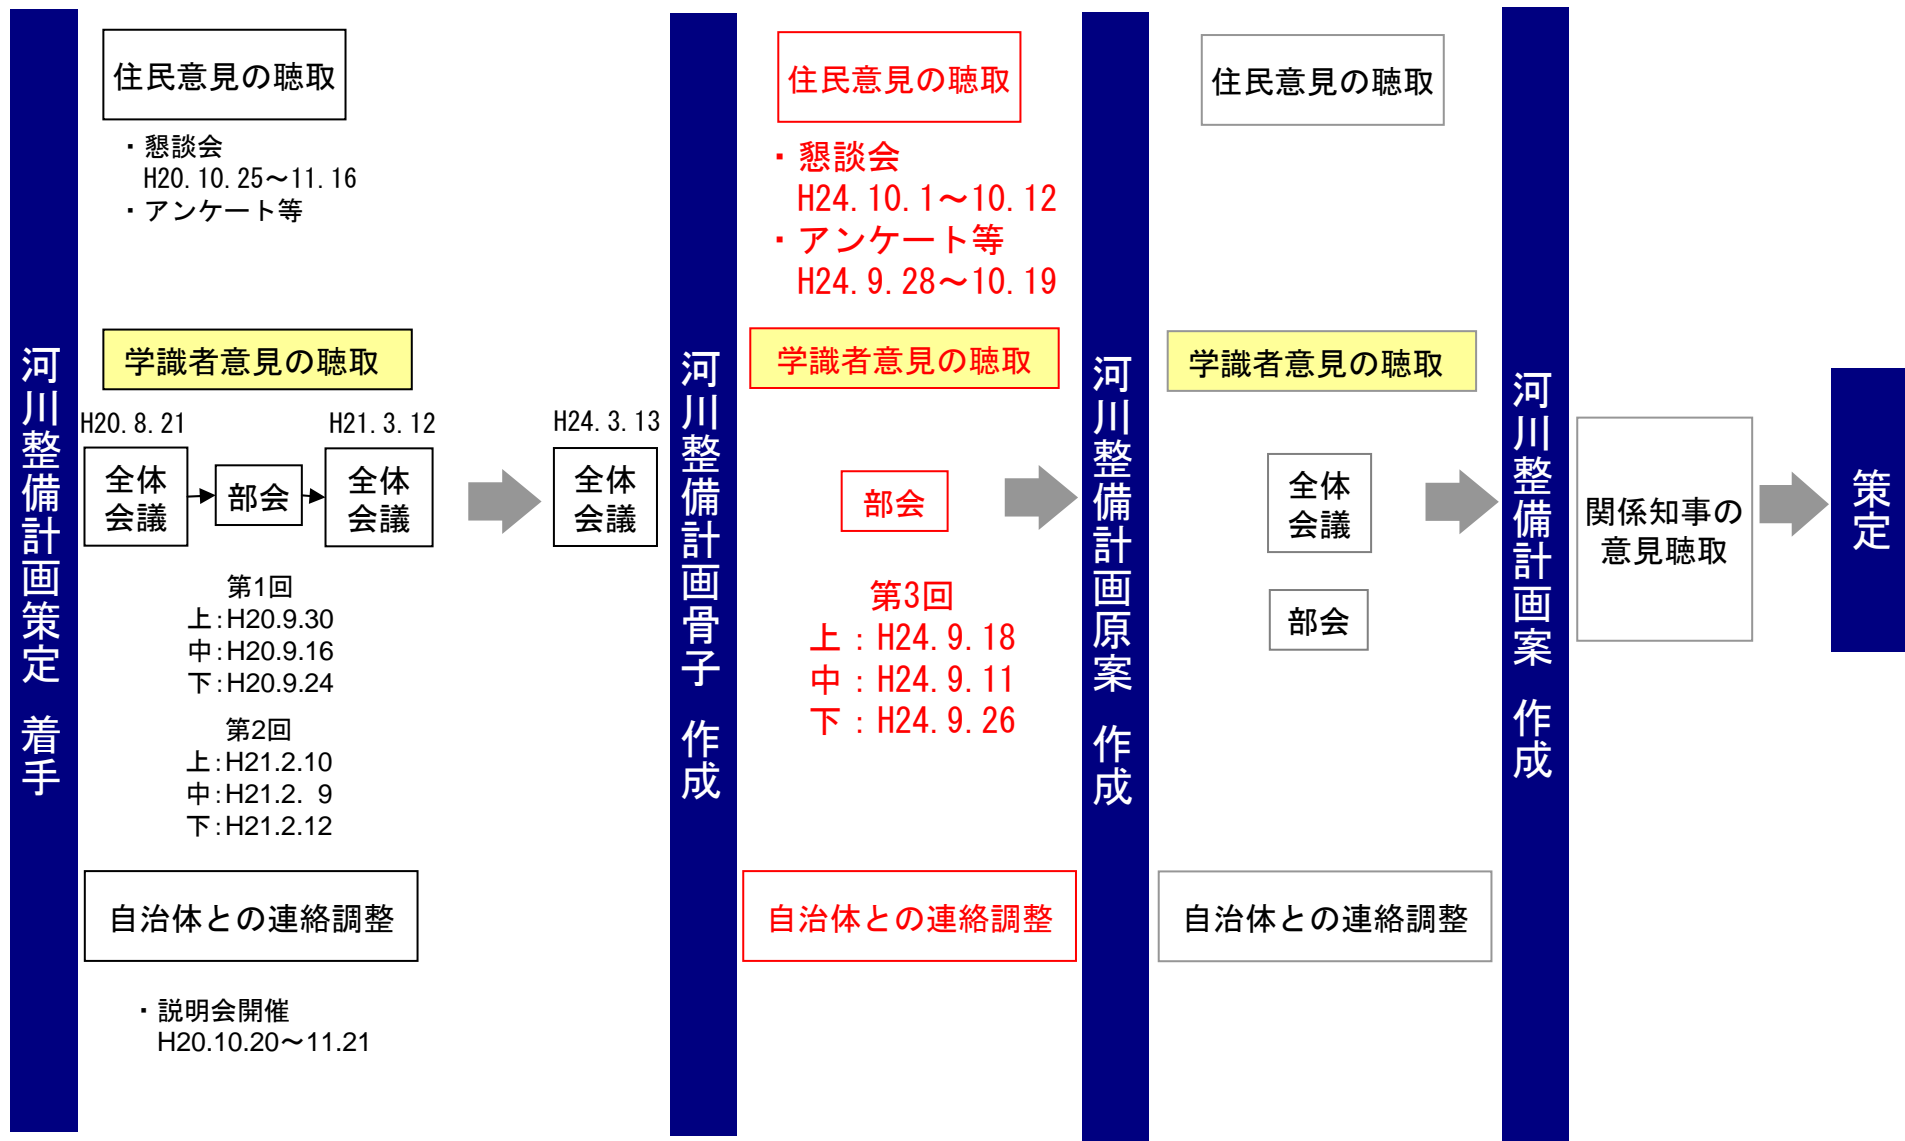 河川整備計画策定 着手
住民意見の聴取
・懇談会
H20.10.25～11.16
・アンケート等
学識者意見の聴取
H20.8.21
H21.3.12
H24.3.13
全体
会議
部会
全体
会議
全体
会議
第1回
上:H20.9.30
中:H20.9.16
下:H20.9.24
第2回
上:H21.2.10
中:H21.2. 9
下:H21.2.12
自治体との連絡調整
・説明会開催
H20.10.20～11.21
河川整備計画骨子 作成
住民意見の聴取
・懇談会
H24.10.1～10.12
・アンケート等
H24.9.28～10.19
学識者意見の聴取
部会
第3回
上：H24.9.18
中：H24.9.11
下：H24.9.26
自治体との連絡調整
河川整備計画原案 作成
住民意見の聴取
学識者意見の聴取
全体
会議
部会
自治体との連絡調整
河川整備計画案 作成
関係知事の
意見聴取
策定